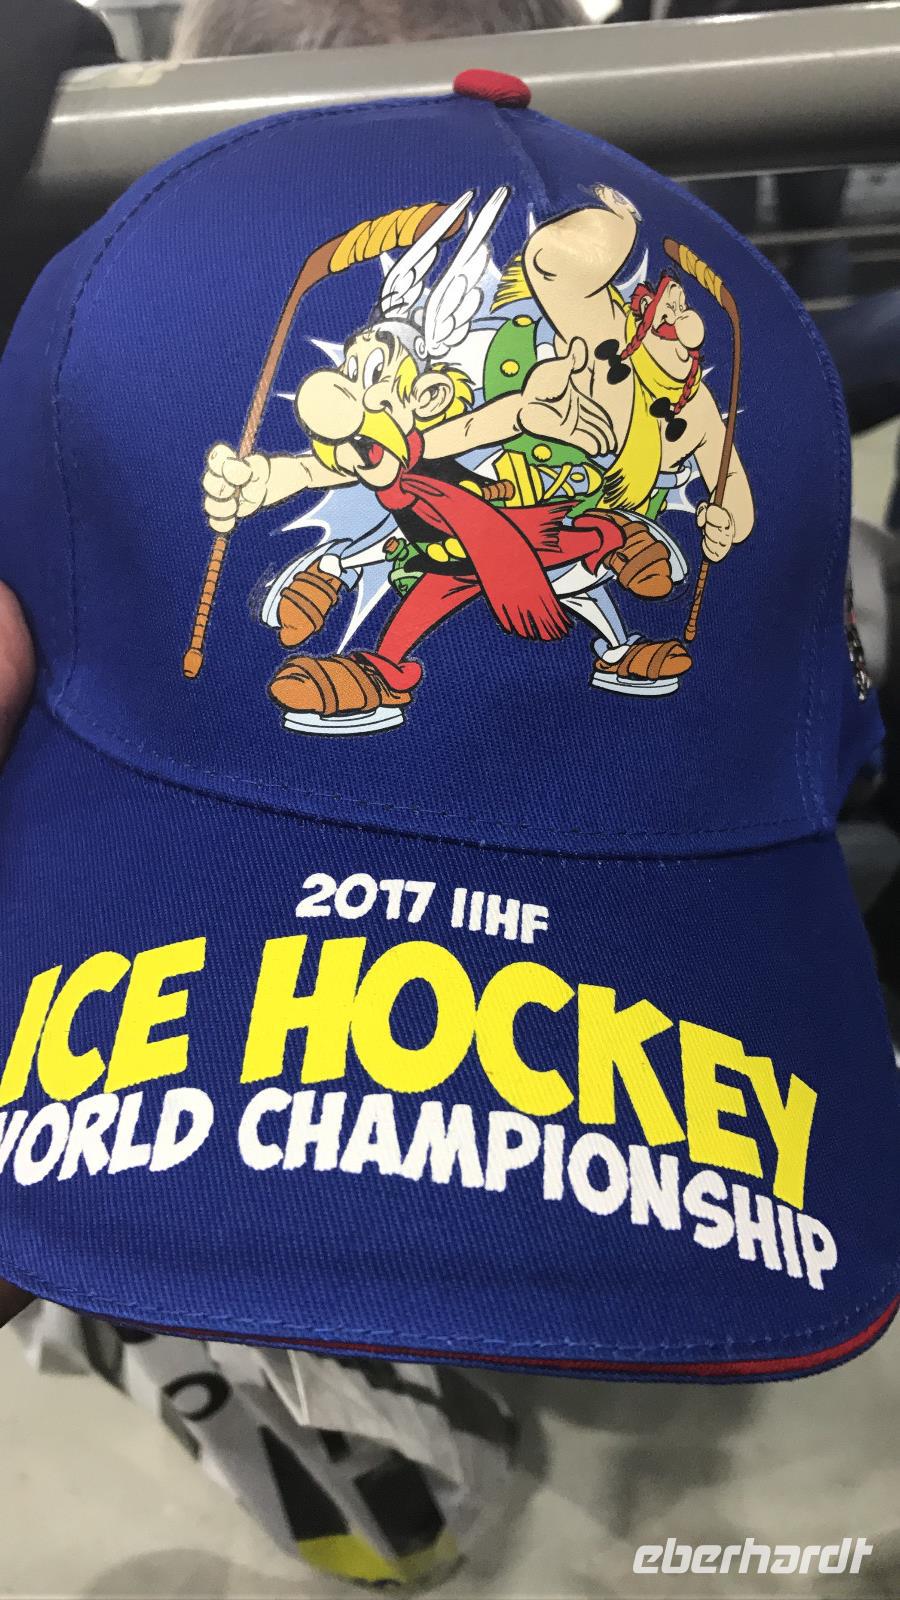 2017 IIHF
ICE HOCKEY
WORLD CHAMPIONSHIP
eberhardt